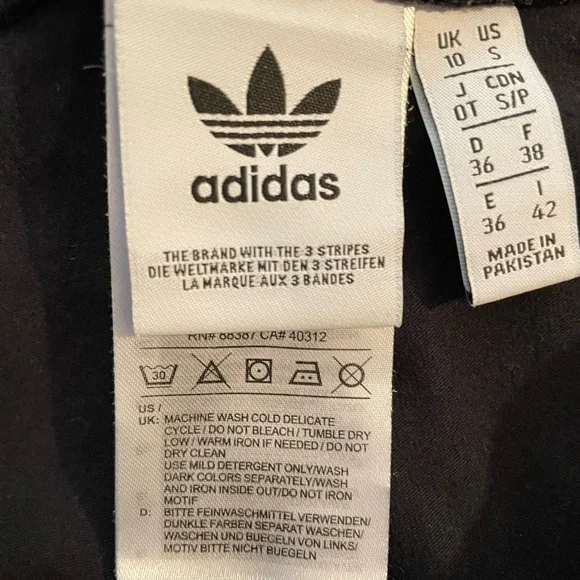 adidas
THE BRAND WITH THE 3 STRIPES
DIE WELTMARKE MIT DEN 3 STREIFEN
LA MARQUE AUX 3 BANDES
UK US
10 S
J CDN
OT S/P
D F
36 38
E I
36 42
MADE IN
PAKISTAN
RN# 88387 CA# 40312
30
US /
UK: MACHINE WASH COLD DELICATE
CYCLE / DO NOT BLEACH / TUMBLE DRY
LOW / WARM IRON IF NEEDED / DO NOT
DRY CLEAN
USE MILD DETERGENT ONLY/WASH
DARK COLORS SEPARATELY/WASH
AND IRON INSIDE OUT/DO NOT IRON
MOTIF
D: BITTE FEINWASCHMITTEL VERWENDEN/
DUNKLE FARBEN SEPARAT WASCHEN/
WASCHEN UND BUEGELN VON LINKS/
MOTIV BITTE NICHT BUEGELN